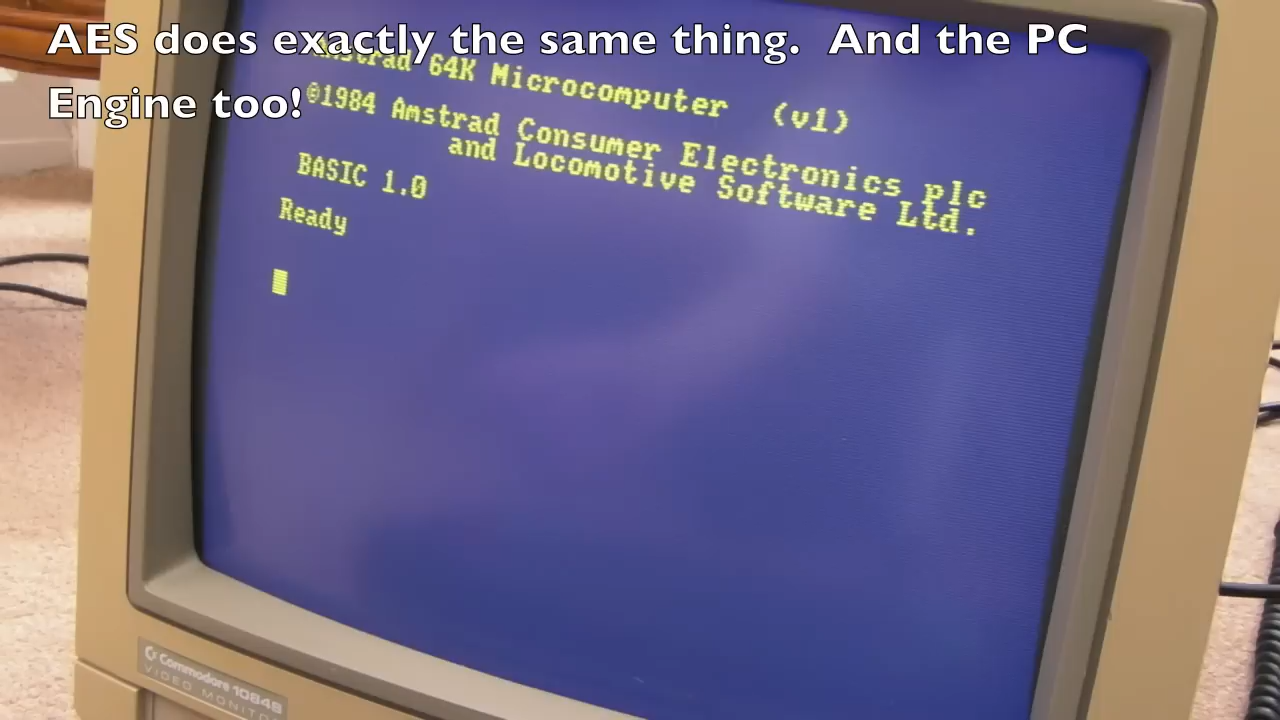 AES does exactly the same thing. And the PC
Engine too!
Amstrad 64K Microcomputer (v1)
©1984 Amstrad Consumer Electronics plc
and Locomotive Software Ltd.
BASIC 1.0
Ready
Commodore 1084S
VIDEO MONITOR